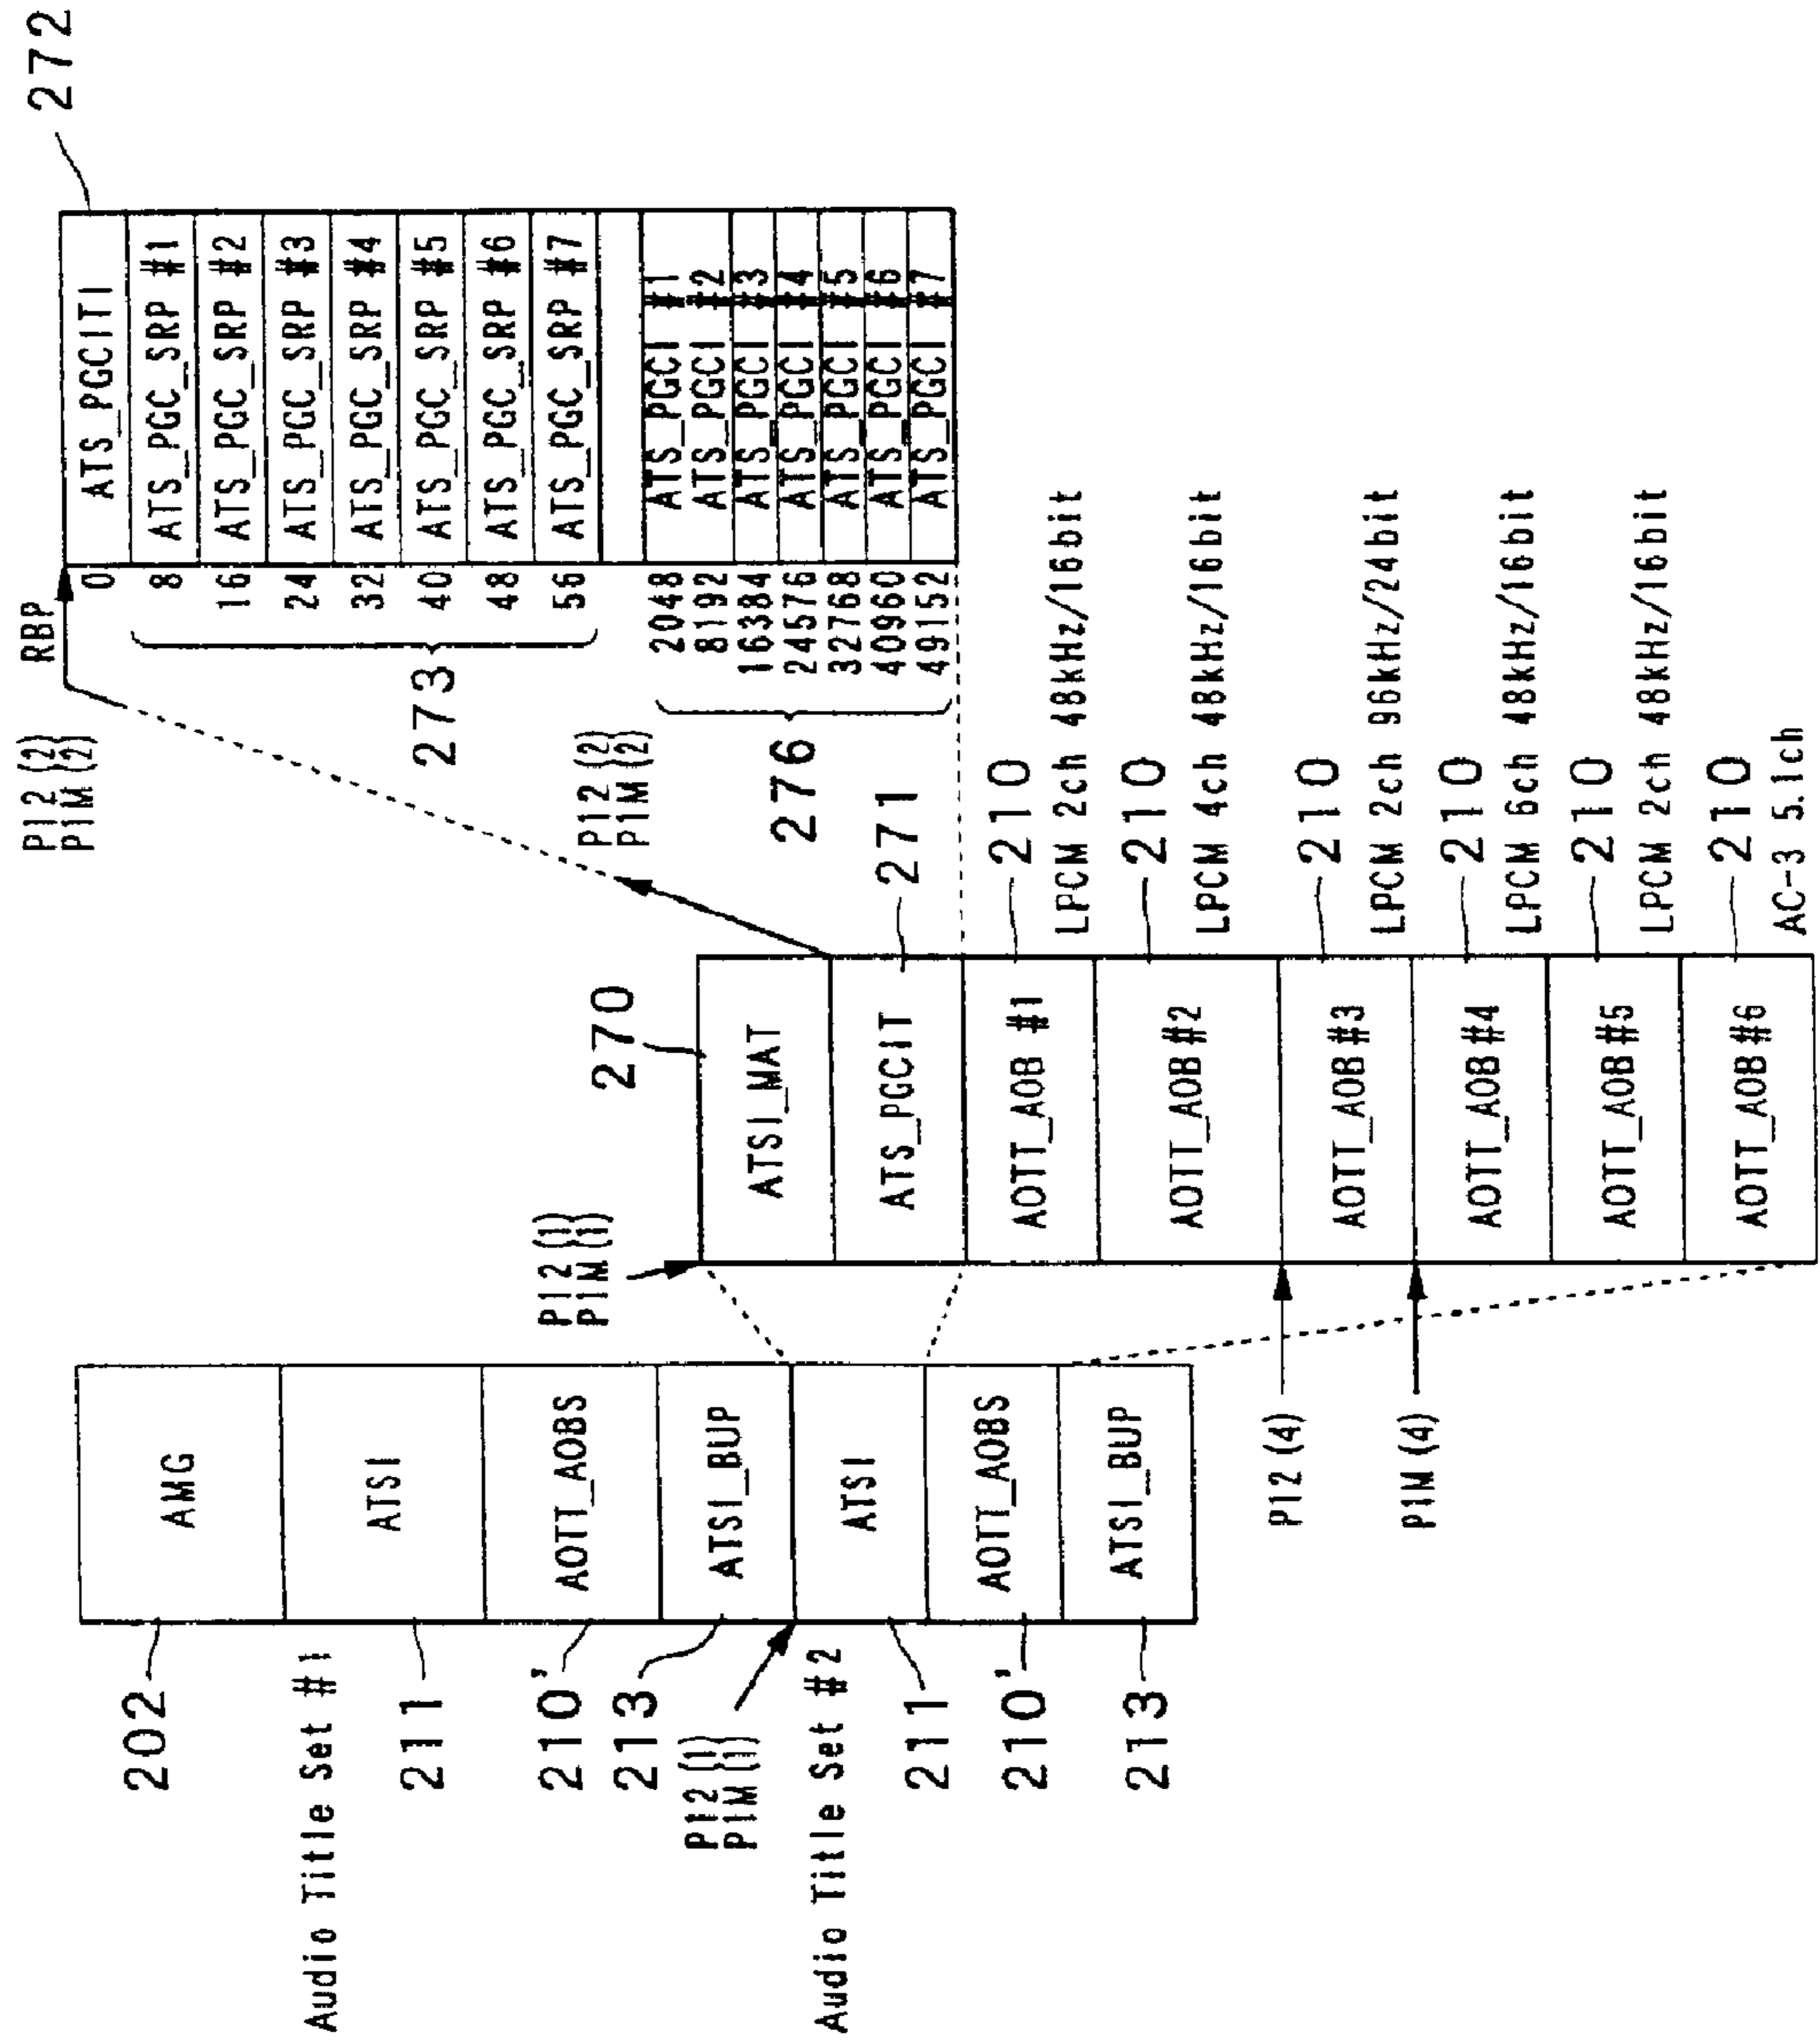 202
AMG
Audio Title Set #1
211
ATSI
210'
AOTT_AOBS
213
ATSI_BUP
P12 (1)
P1M (1)
Audio Title Set #2
211
ATSI
210'
AOTT_AOBS
213
ATSI_BUP
P12 (1)
P1M (1)
270
ATSI_MAT
P12 (2)
P1M (2)
ATS_PGCIT
271
AOTT_AOB #1
210
LPCM 2ch 48kHz/16bit
AOTT_AOB #2
210
LPCM 4ch 48kHz/16bit
P12 (4)
AOTT_AOB #3
210
LPCM 2ch 96kHz/24bit
P1M (4)
AOTT_AOB #4
210
LPCM 6ch 48kHz/16bit
AOTT_AOB #5
210
LPCM 2ch 48kHz/16bit
AOTT_AOB #6
210
AC-3 5.1ch
P12 (2)
P1M (2)
RBP
272
0 ATS_PGCITI
8 ATS_PGC_SRP #1
16 ATS_PGC_SRP #2
24 ATS_PGC_SRP #3
32 ATS_PGC_SRP #4
40 ATS_PGC_SRP #5
48 ATS_PGC_SRP #6
56 ATS_PGC_SRP #7
273
2048 ATS_PGCI #1
8192 ATS_PGCI #2
16384 ATS_PGCI #3
24576 ATS_PGCI #4
32768 ATS_PGCI #5
40960 ATS_PGCI #6
49152 ATS_PGCI #7
276